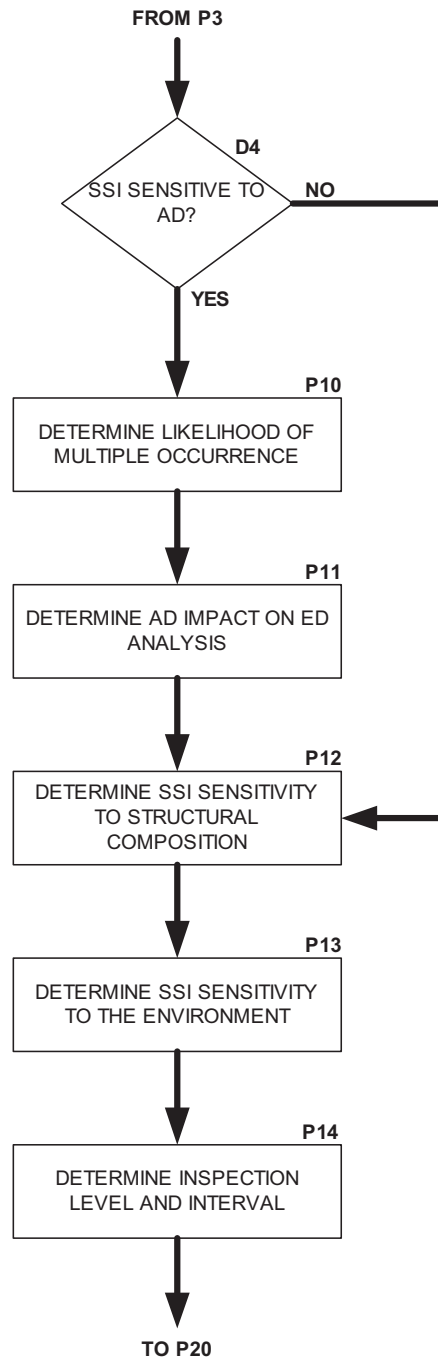 FROM P3
D4
SSI SENSITIVE TO
AD?
NO
YES
P10
DETERMINE LIKELIHOOD OF
MULTIPLE OCCURRENCE
P11
DETERMINE AD IMPACT ON ED
ANALYSIS
P12
DETERMINE SSI SENSITIVITY
TO STRUCTURAL
COMPOSITION
P13
DETERMINE SSI SENSITIVITY
TO THE ENVIRONMENT
P14
DETERMINE INSPECTION
LEVEL AND INTERVAL
TO P20